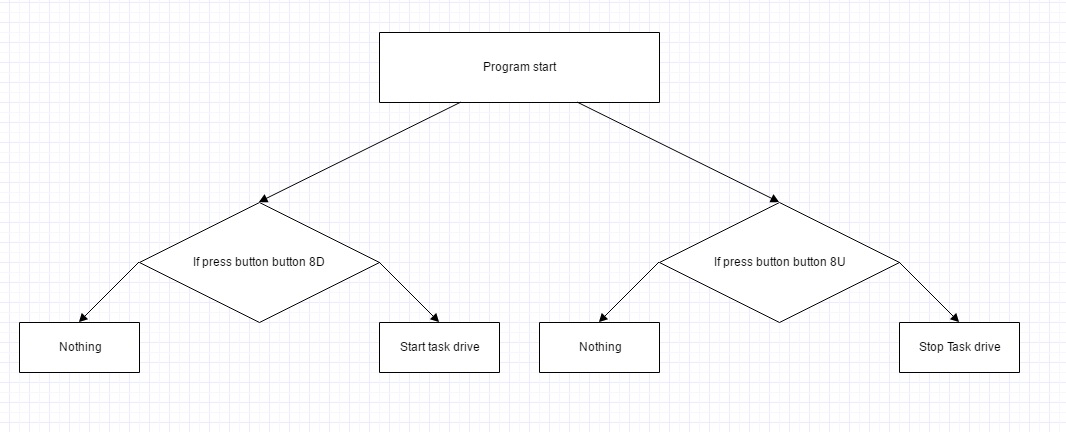 Program start
If press button button 8D
If press button button 8U
Nothing
Start task drive
Nothing
Stop Task drive